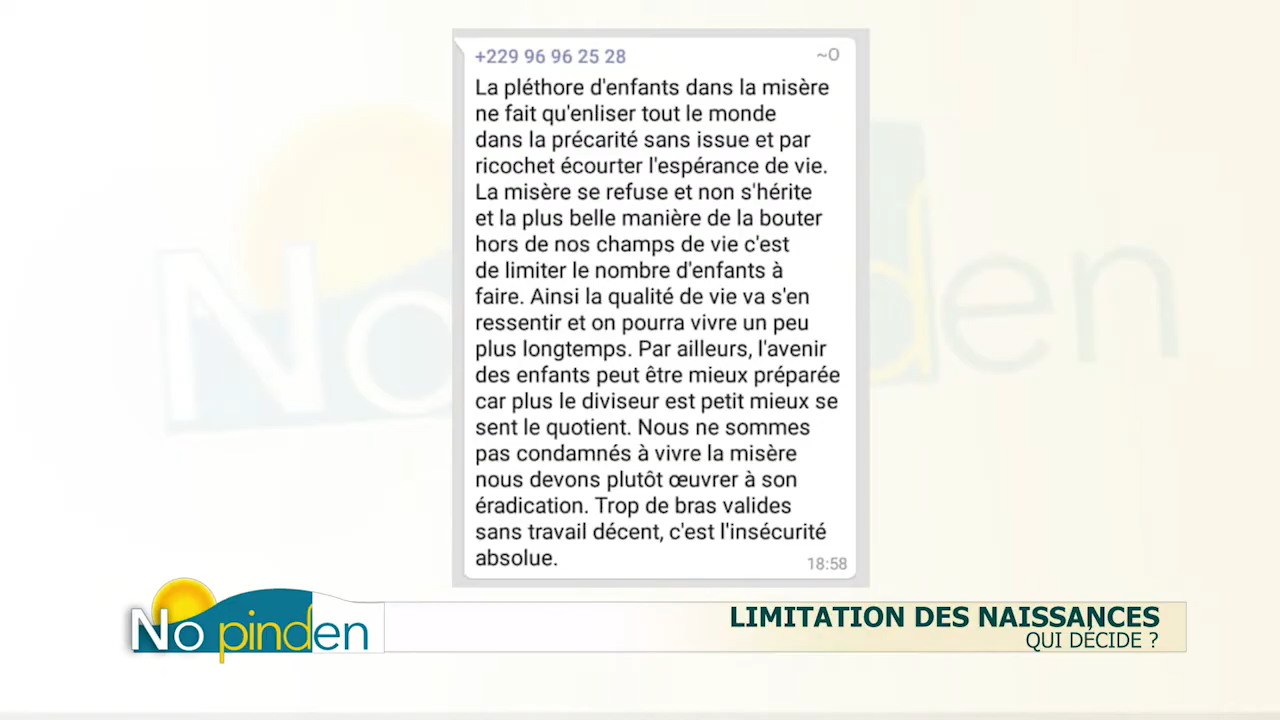 +229 96 96 25 28
~O
La pléthore d'enfants dans la misère
ne fait qu'enliser tout le monde
dans la précarité sans issue et par
ricochet écourter l'espérance de vie.
La misère se refuse et non s'hérite
et la plus belle manière de la bouter
hors de nos champs de vie c'est
de limiter le nombre d'enfants à
faire. Ainsi la qualité de vie va s'en
ressentir et on pourra vivre un peu
plus longtemps. Par ailleurs, l'avenir
des enfants peut être mieux préparée
car plus le diviseur est petit mieux se
sent le quotient. Nous ne sommes
pas condamnés à vivre la misère
nous devons plutôt œuvrer à son
éradication. Trop de bras valides
sans travail décent, c'est l'insécurité
absolue.
18:58
No pinden
No pinden
LIMITATION DES NAISSANCES
QUI DÉCIDE ?